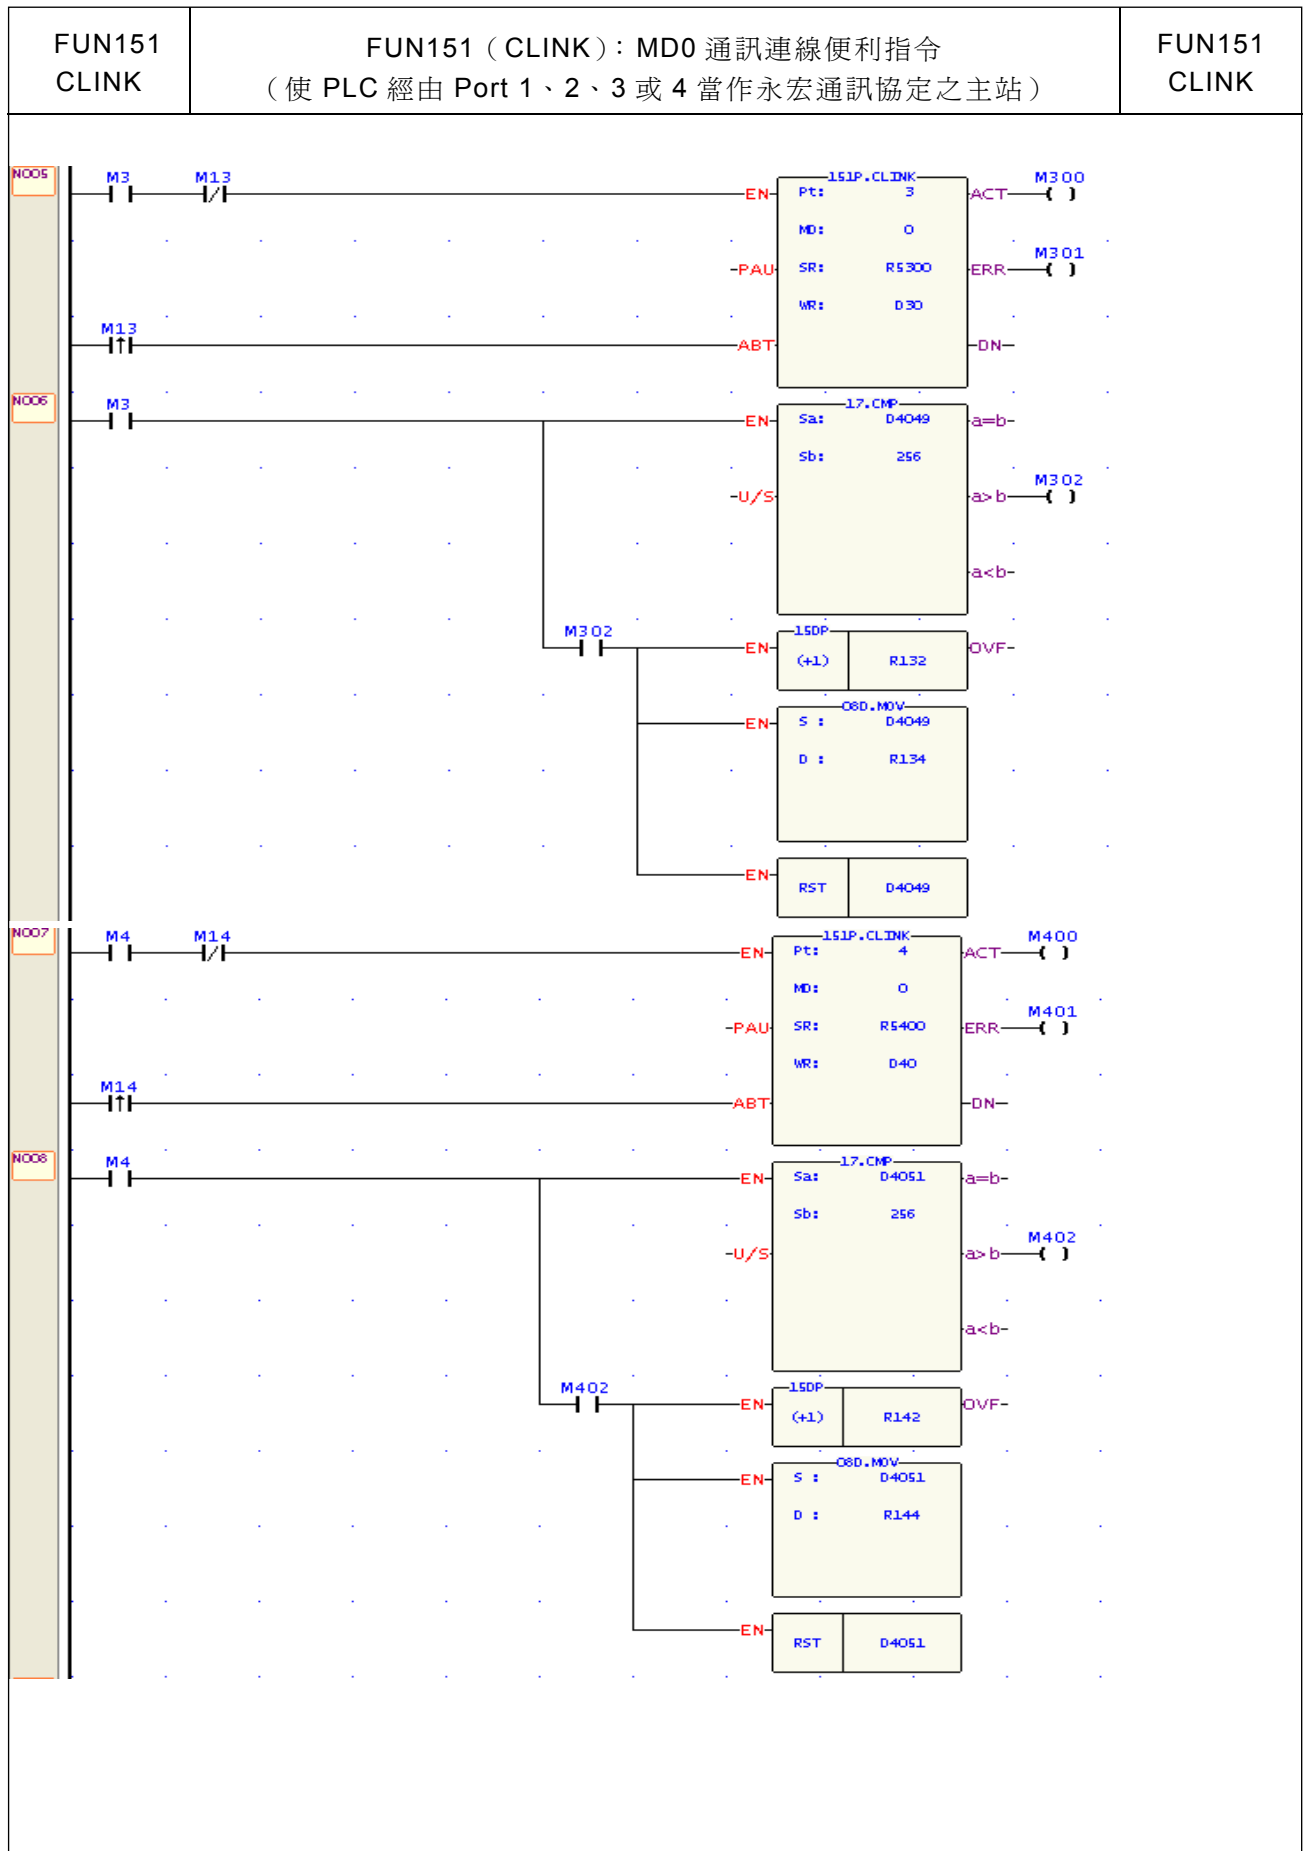 FUN151
CLINK
FUN151（CLINK）：MD0 通訊連線便利指令
（使 PLC 經由 Port 1、2、3 或 4 當作永宏通訊協定之主站）
FUN151
CLINK
N005
M3
M13
EN
151P.CLINK
Pt: 3
MD: 0
SR: R5300
WR: D30
PAU
M13
ABT
ACT
M300
ERR
M301
DN
N006
M3
EN
17.CMP
Sa: D4049
Sb: 256
U/S
a=b
a>b
M302
a<b
M302
EN
15DP
(+1) R132
OVF
EN
08D.MOV
S : D4049
D : R134
EN
RST D4049
N007
M4
M14
EN
151P.CLINK
Pt: 4
MD: 0
SR: R5400
WR: D40
PAU
M14
ABT
ACT
M400
ERR
M401
DN
N008
M4
EN
17.CMP
Sa: D4051
Sb: 256
U/S
a=b
a>b
M402
a<b
M402
EN
15DP
(+1) R142
OVF
EN
08D.MOV
S : D4051
D : R144
EN
RST D4051